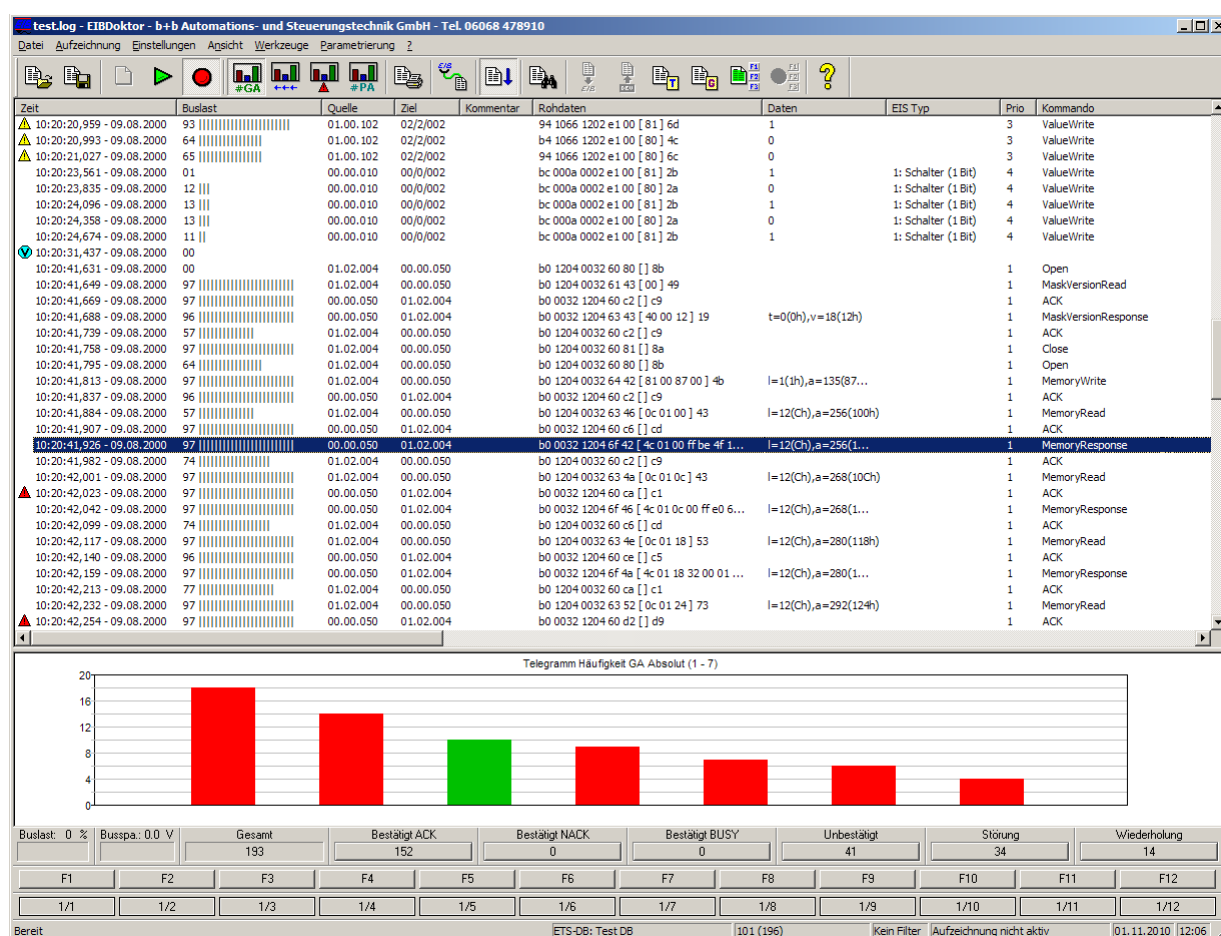 test.log - EIBDoktor - b+b Automations- und Steuerungstechnik GmbH - Tel. 06068 478910
Datei Aufzeichnung Einstellungen Ansicht Werkzeuge Parametrierung ?
#GA #PA EIS T G F1 F2 F3 F1 F2 F3
Zeit Buslast Quelle Ziel Kommentar Rohdaten Daten EIS Typ Prio Kommando
10:20:20,959 - 09.08.2000 93 01.00.102 02/2/002 94 1066 1202 e1 00 [ 81 ] 6d 1 3 ValueWrite
10:20:20,993 - 09.08.2000 64 01.00.102 02/2/002 b4 1066 1202 e1 00 [ 80 ] 4c 0 3 ValueWrite
10:20:21,027 - 09.08.2000 65 01.00.102 02/2/002 94 1066 1202 e1 00 [ 80 ] 6c 0 3 ValueWrite
10:20:23,561 - 09.08.2000 01 00.00.010 00/0/002 bc 000a 0002 e1 00 [ 81 ] 2b 1 1: Schalter (1 Bit) 4 ValueWrite
10:20:23,835 - 09.08.2000 12 00.00.010 00/0/002 bc 000a 0002 e1 00 [ 80 ] 2a 0 1: Schalter (1 Bit) 4 ValueWrite
10:20:24,096 - 09.08.2000 13 00.00.010 00/0/002 bc 000a 0002 e1 00 [ 81 ] 2b 1 1: Schalter (1 Bit) 4 ValueWrite
10:20:24,358 - 09.08.2000 13 00.00.010 00/0/002 bc 000a 0002 e1 00 [ 80 ] 2a 0 1: Schalter (1 Bit) 4 ValueWrite
10:20:24,674 - 09.08.2000 11 00.00.010 00/0/002 bc 000a 0002 e1 00 [ 81 ] 2b 1 1: Schalter (1 Bit) 4 ValueWrite
V 10:20:31,437 - 09.08.2000 00
10:20:41,631 - 09.08.2000 00 01.02.004 00.00.050 b0 1204 0032 60 80 [] 8b 1 Open
10:20:41,649 - 09.08.2000 97 01.02.004 00.00.050 b0 1204 0032 61 43 [ 00 ] 49 1 MaskVersionRead
10:20:41,669 - 09.08.2000 97 00.00.050 01.02.004 b0 0032 1204 60 c2 [] c9 1 ACK
10:20:41,688 - 09.08.2000 96 00.00.050 01.02.004 b0 0032 1204 63 43 [ 40 00 12 ] 19 t=0(0h),v=18(12h) 1 MaskVersionResponse
10:20:41,739 - 09.08.2000 57 01.02.004 00.00.050 b0 1204 0032 60 c2 [] c9 1 ACK
10:20:41,758 - 09.08.2000 97 01.02.004 00.00.050 b0 1204 0032 60 81 [] 8a 1 Close
10:20:41,795 - 09.08.2000 64 01.02.004 00.00.050 b0 1204 0032 60 80 [] 8b 1 Open
10:20:41,813 - 09.08.2000 97 01.02.004 00.00.050 b0 1204 0032 64 42 [ 81 00 87 00 ] 4b l=1(1h),a=135(87... 1 MemoryWrite
10:20:41,837 - 09.08.2000 96 00.00.050 01.02.004 b0 0032 1204 60 c2 [] c9 1 ACK
10:20:41,884 - 09.08.2000 57 01.02.004 00.00.050 b0 1204 0032 63 46 [ 0c 01 00 ] 43 l=12(Ch),a=256(100h) 1 MemoryRead
10:20:41,907 - 09.08.2000 97 00.00.050 01.02.004 b0 0032 1204 60 c6 [] cd 1 ACK
10:20:41,926 - 09.08.2000 97 00.00.050 01.02.004 b0 0032 1204 6f 42 [ 4c 01 00 ff be 4f 1... l=12(Ch),a=256(1... 1 MemoryResponse
10:20:41,982 - 09.08.2000 74 01.02.004 00.00.050 b0 1204 0032 60 c2 [] c9 1 ACK
10:20:42,001 - 09.08.2000 97 01.02.004 00.00.050 b0 1204 0032 63 4a [ 0c 01 0c ] 43 l=12(Ch),a=268(10Ch) 1 MemoryRead
10:20:42,023 - 09.08.2000 97 00.00.050 01.02.004 b0 0032 1204 60 ca [] c1 1 ACK
10:20:42,042 - 09.08.2000 97 00.00.050 01.02.004 b0 0032 1204 6f 46 [ 4c 01 0c 00 ff e0 6... l=12(Ch),a=268(1... 1 MemoryResponse
10:20:42,099 - 09.08.2000 74 01.02.004 00.00.050 b0 1204 0032 60 c6 [] cd 1 ACK
10:20:42,117 - 09.08.2000 97 01.02.004 00.00.050 b0 1204 0032 63 4e [ 0c 01 18 ] 53 l=12(Ch),a=280(118h) 1 MemoryRead
10:20:42,140 - 09.08.2000 96 00.00.050 01.02.004 b0 0032 1204 60 ce [] c5 1 ACK
10:20:42,159 - 09.08.2000 97 00.00.050 01.02.004 b0 0032 1204 6f 4a [ 4c 01 18 32 00 01 ... l=12(Ch),a=280(1... 1 MemoryResponse
10:20:42,213 - 09.08.2000 77 01.02.004 00.00.050 b0 1204 0032 60 ca [] c1 1 ACK
10:20:42,232 - 09.08.2000 97 01.02.004 00.00.050 b0 1204 0032 63 52 [ 0c 01 24 ] 73 l=12(Ch),a=292(124h) 1 MemoryRead
10:20:42,254 - 09.08.2000 97 00.00.050 01.02.004 b0 0032 1204 60 d2 [] d9 1 ACK
Telegramm Häufigkeit GA Absolut (1 - 7)
20
16
12
8
4
0
Buslast: 0 % Busspa.: 0.0 V Gesamt Bestätigt ACK Bestätigt NACK Bestätigt BUSY Unbestätigt Störung Wiederholung
193 152 0 0 41 34 14
F1 F2 F3 F4 F5 F6 F7 F8 F9 F10 F11 F12
1/1 1/2 1/3 1/4 1/5 1/6 1/7 1/8 1/9 1/10 1/11 1/12
Bereit ETS-DB: Test DB 101 (196) Kein Filter Aufzeichnung nicht aktiv 01.11.2010 12:06